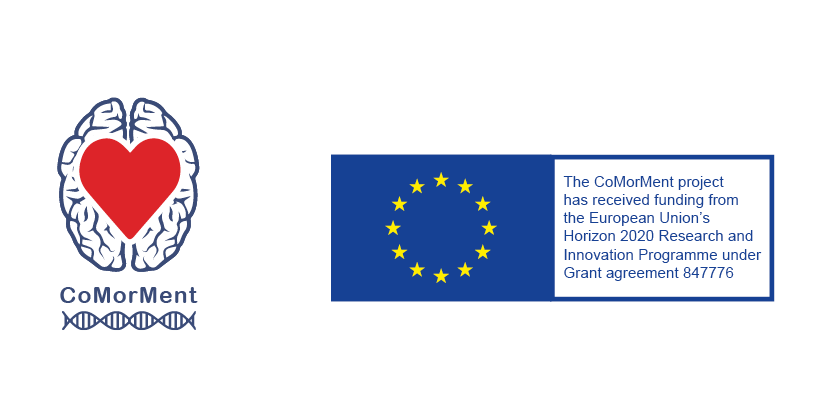 CoMorMent
The CoMorMent project
has received funding from
the European Union’s
Horizon 2020 Research and
Innovation Programme under
Grant agreement 847776